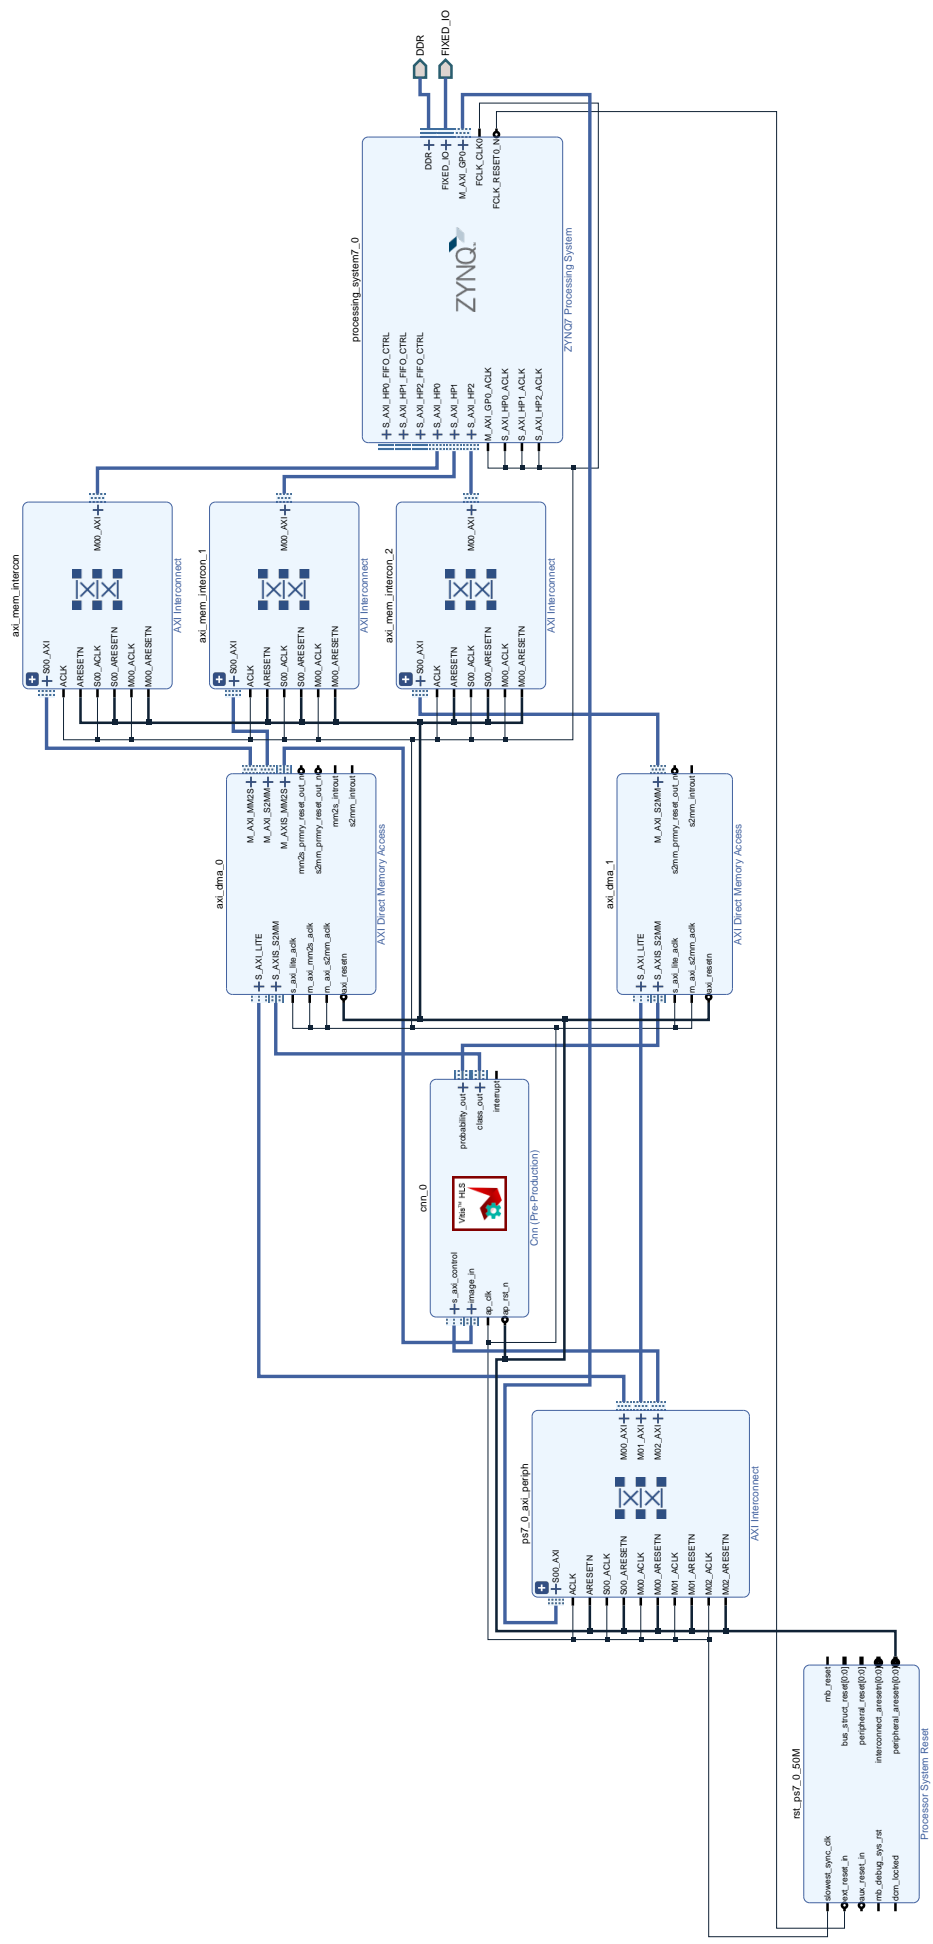 DDR
FIXED_IO
processing_system7_0
DDR
FIXED_IO
M_AXI_GP0
FCLK_CLK0
FCLK_RESET0_N
ZYNQ
S_AXI_HP0_FIFO_CTRL
S_AXI_HP1_FIFO_CTRL
S_AXI_HP2_FIFO_CTRL
S_AXI_HP0
S_AXI_HP1
S_AXI_HP2
M_AXI_GP0_ACLK
S_AXI_HP0_ACLK
S_AXI_HP1_ACLK
S_AXI_HP2_ACLK
ZYNQ7 Processing System
axi_mem_intercon
M00_AXI
S00_AXI
ACLK
ARESETN
S00_ACLK
S00_ARESETN
M00_ACLK
M00_ARESETN
AXI Interconnect
axi_mem_intercon_1
M00_AXI
S00_AXI
ACLK
ARESETN
S00_ACLK
S00_ARESETN
M00_ACLK
M00_ARESETN
AXI Interconnect
axi_mem_intercon_2
M00_AXI
S00_AXI
ACLK
ARESETN
S00_ACLK
S00_ARESETN
M00_ACLK
M00_ARESETN
AXI Interconnect
axi_dma_0
M_AXI_MM2S
M_AXI_S2MM
M_AXIS_MM2S
mm2s_prmry_reset_out_n
s2mm_prmry_reset_out_n
mm2s_introut
s2mm_introut
S_AXI_LITE
S_AXIS_S2MM
s_axi_lite_aclk
m_axi_mm2s_aclk
m_axi_s2mm_aclk
axi_resetn
AXI Direct Memory Access
axi_dma_1
M_AXI_S2MM
s2mm_prmry_reset_out_n
s2mm_introut
S_AXI_LITE
S_AXIS_S2MM
s_axi_lite_aclk
m_axi_s2mm_aclk
axi_resetn
AXI Direct Memory Access
cnn_0
probability_out
class_out
interrupt
Vitis™ HLS
s_axi_control
image_in
ap_clk
ap_rst_n
Cnn (Pre-Production)
ps7_0_axi_periph
M00_AXI
M01_AXI
M02_AXI
S00_AXI
ACLK
ARESETN
S00_ACLK
S00_ARESETN
M00_ACLK
M00_ARESETN
M01_ACLK
M01_ARESETN
M02_ACLK
M02_ARESETN
AXI Interconnect
rst_ps7_0_50M
mb_reset
bus_struct_reset[0:0]
peripheral_reset[0:0]
interconnect_aresetn[0:0]
peripheral_aresetn[0:0]
slowest_sync_clk
ext_reset_in
aux_reset_in
mb_debug_sys_rst
dcm_locked
Processor System Reset